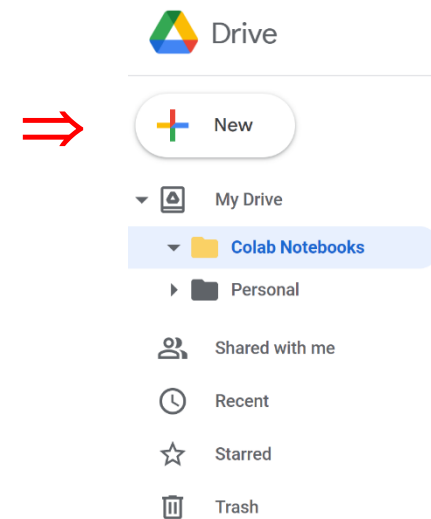 Drive
New
My Drive
Colab Notebooks
Personal
Shared with me
Recent
Starred
Trash